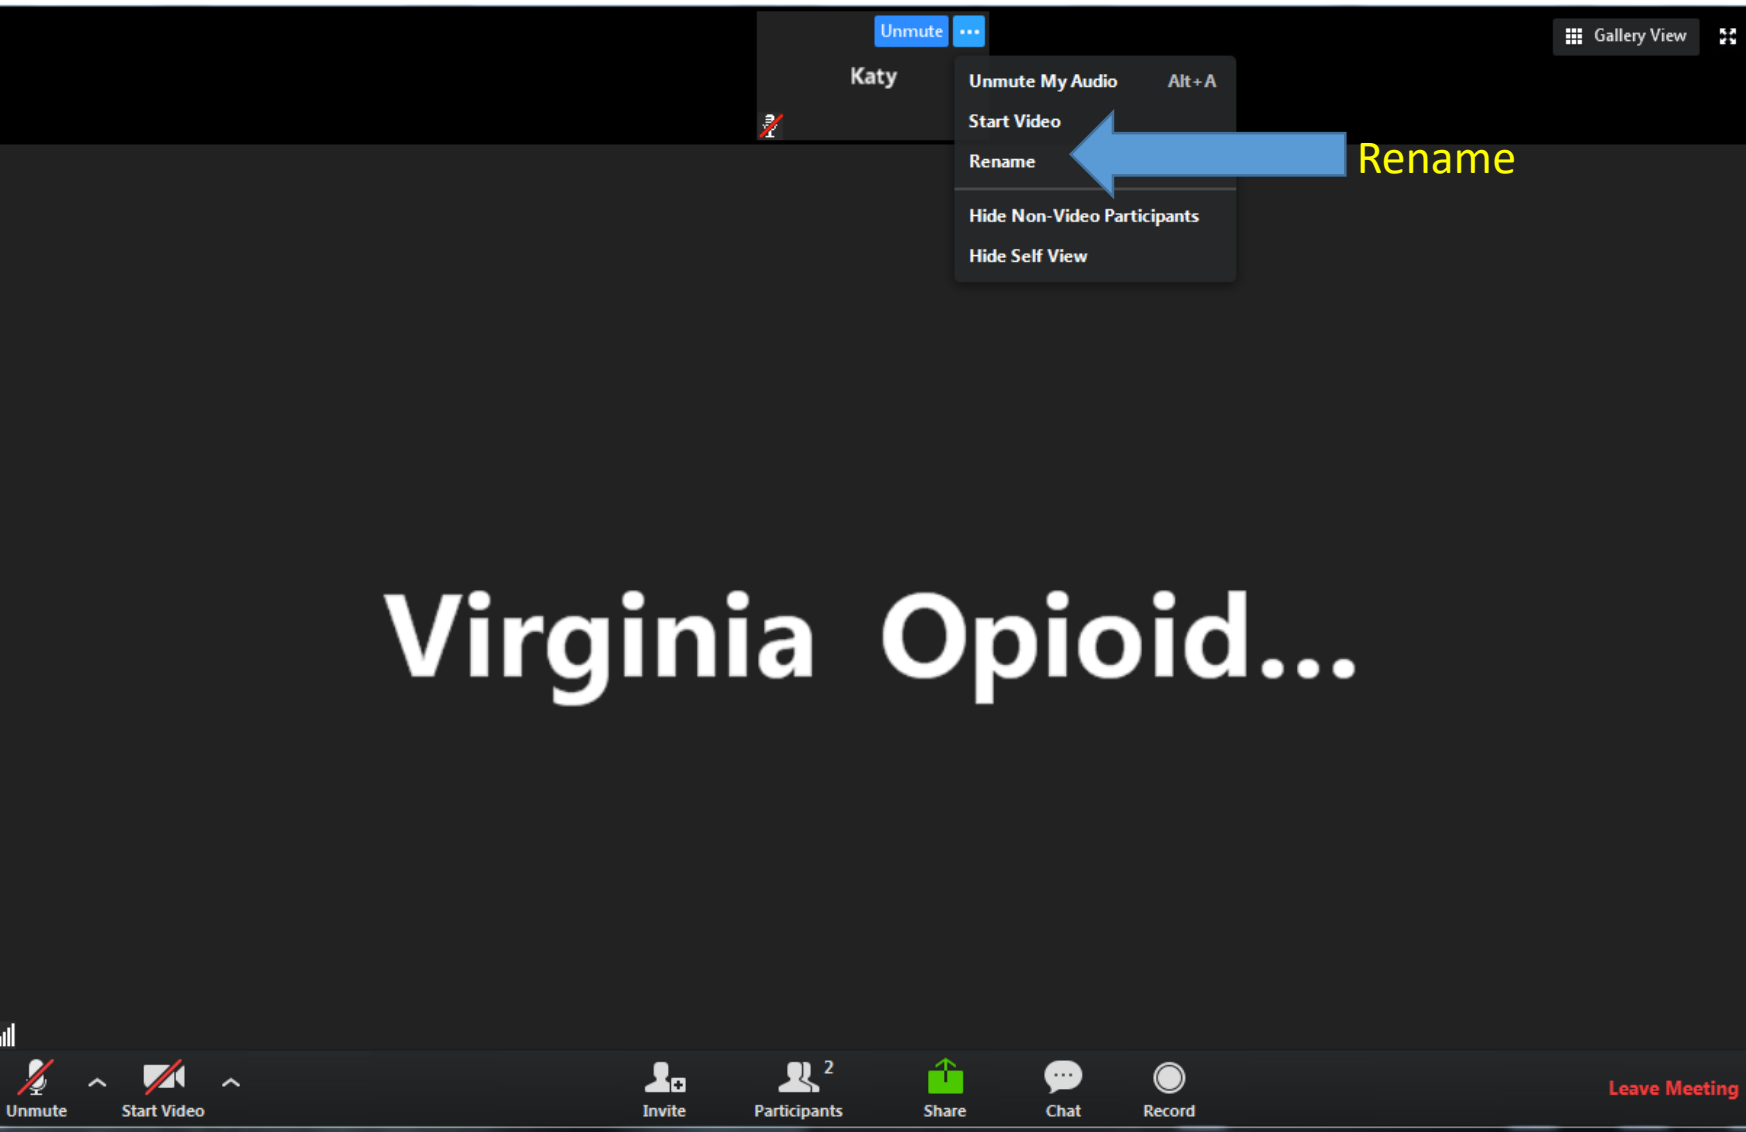 Unmute ...
Gallery View
Katy
Unmute My Audio Alt+A
Start Video
Rename
Rename
Hide Non-Video Participants
Hide Self View
Virginia Opioid...
2
Unmute
Start Video
Invite
Participants
Share
Chat
Record
Leave Meeting